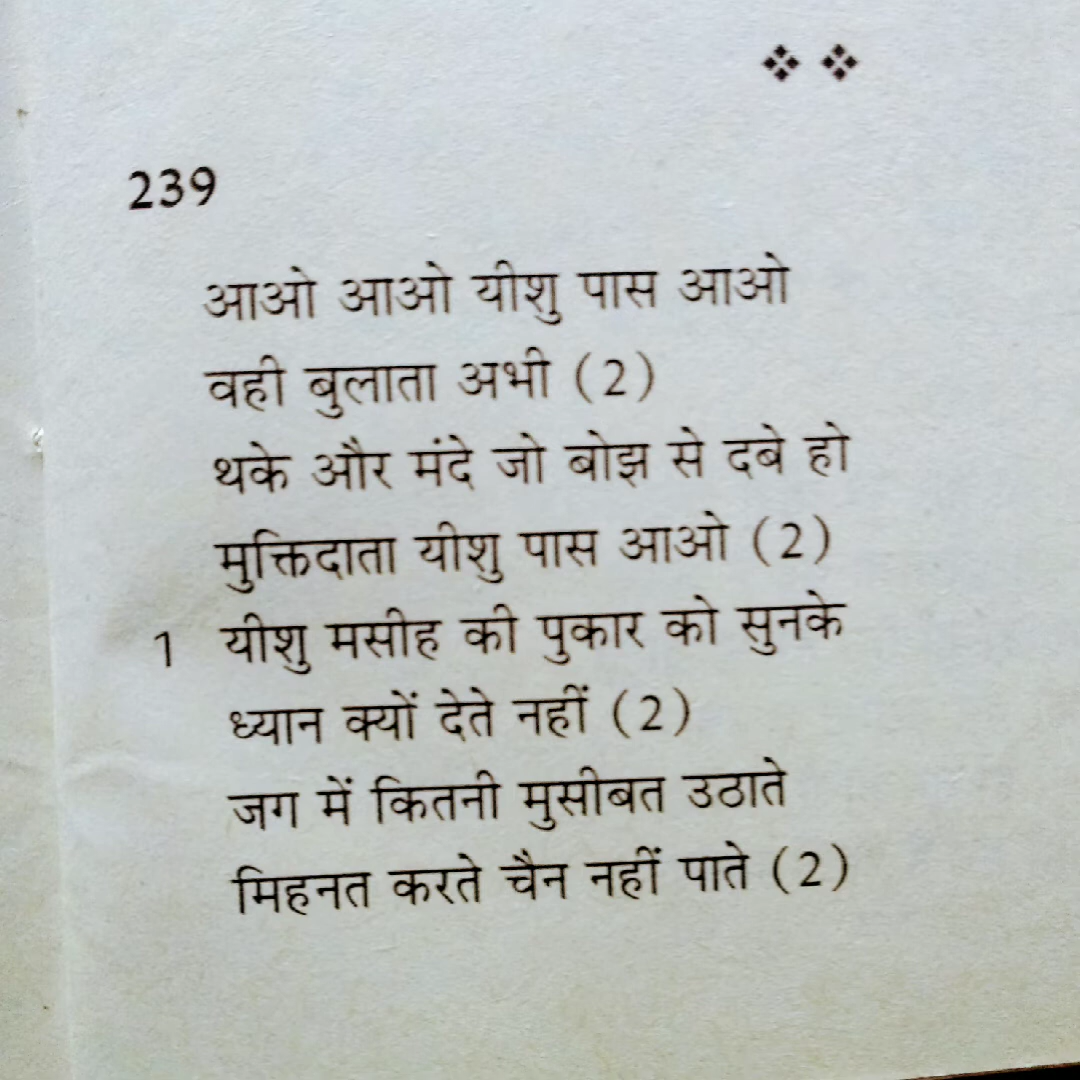 239
आओ आओ यीशु पास आओ
वही बुलाता अभी (2)
थके और मंदे जो बोझ से दबे हो
मुक्तिदाता यीशु पास आओ (2)
1 यीशु मसीह की पुकार को सुनके
ध्यान क्यों देते नहीं (2)
जग में कितनी मुसीबत उठाते
मिहनत करते चैन नहीं पाते (2)